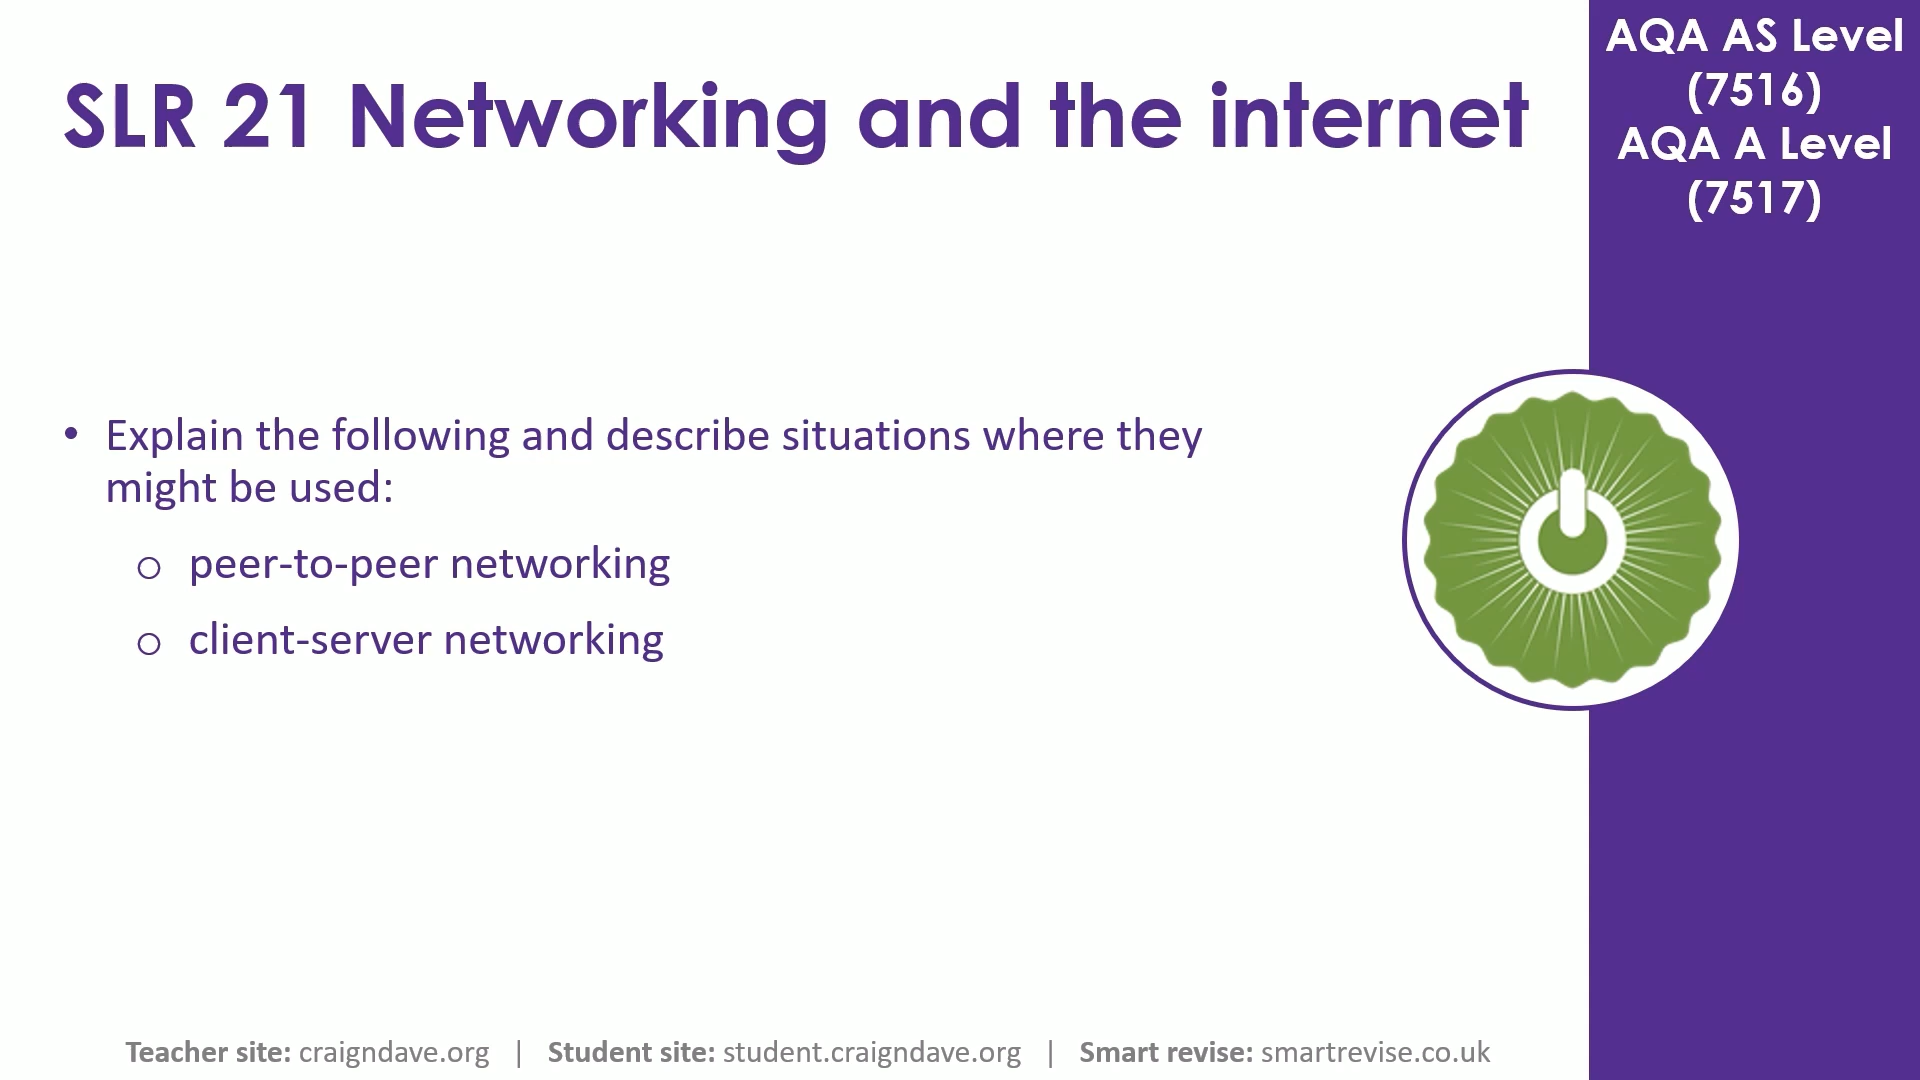 SLR 21 Networking and the internet
AQA AS Level
(7516)
AQA A Level
(7517)
• Explain the following and describe situations where they
might be used:
o peer-to-peer networking
o client-server networking
Teacher site: craigndave.org | Student site: student.craigndave.org | Smart revise: smartrevise.co.uk